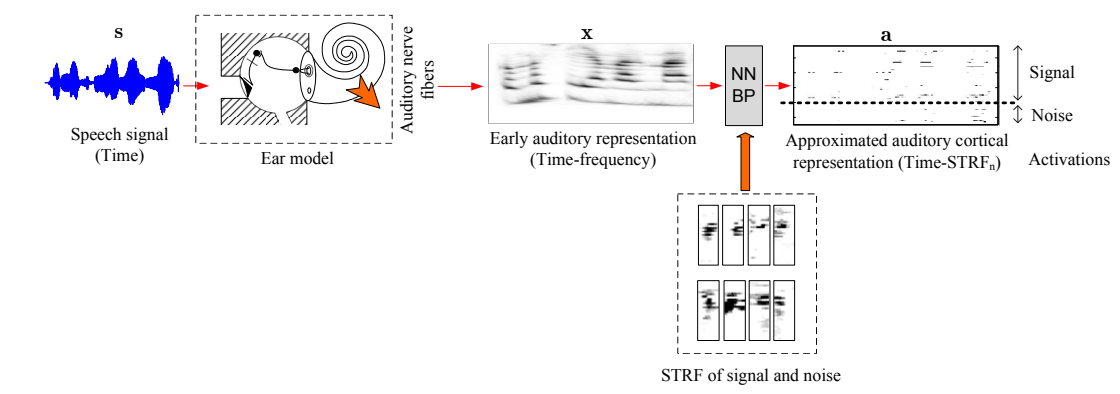 s
Speech signal
(Time)
Ear model
Auditory nerve
fibers
x
Early auditory representation
(Time-frequency)
NN
BP
a
Signal
Noise
Approximated auditory cortical
representation (Time-STRFn)
Activations
STRF of signal and noise